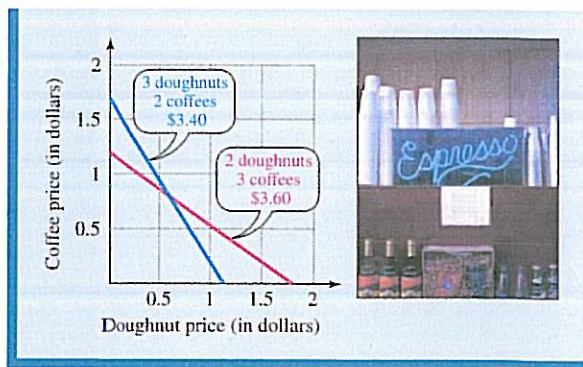 2
3 doughnuts
2 coffees
$3.40
1.5
1
2 doughnuts
3 coffees
$3.60
0.5
Coffee price (in dollars)
0.5 1 1.5 2
Doughnut price (in dollars)
Espresso